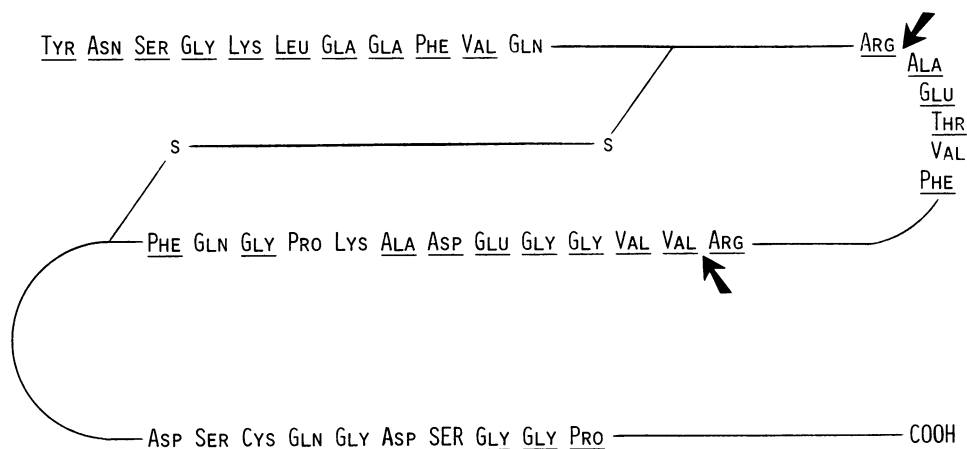 TYR ASN SER GLY LYS LEU GLA GLA PHE VAL GLN ARG
ALA
GLU
THR
VAL
PHE
S S
PHE GLN GLY PRO LYS ALA ASP GLU GLY GLY VAL VAL ARG
ASP SER CYS GLN GLY ASP SER GLY GLY PRO COOH